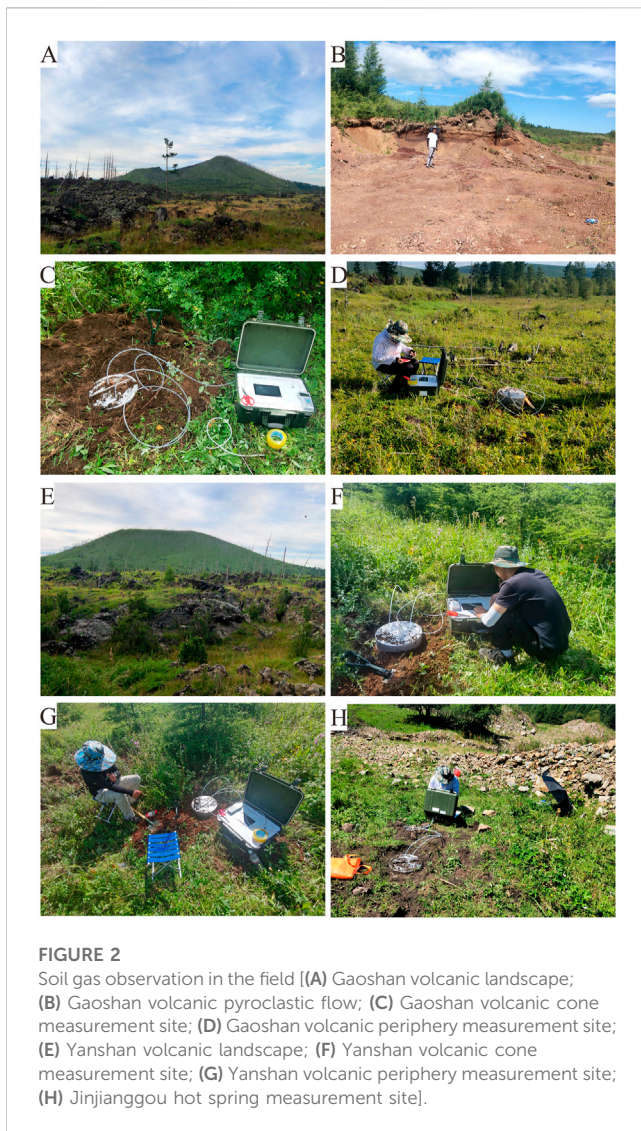 A
B
C
D
E
F
G
H
FIGURE 2
Soil gas observation in the field [(A) Gaoshan volcanic landscape;
(B) Gaoshan volcanic pyroclastic flow; (C) Gaoshan volcanic cone
measurement site; (D) Gaoshan volcanic periphery measurement site;
(E) Yanshan volcanic landscape; (F) Yanshan volcanic cone
measurement site; (G) Yanshan volcanic periphery measurement site;
(H) Jinjianggou hot spring measurement site].